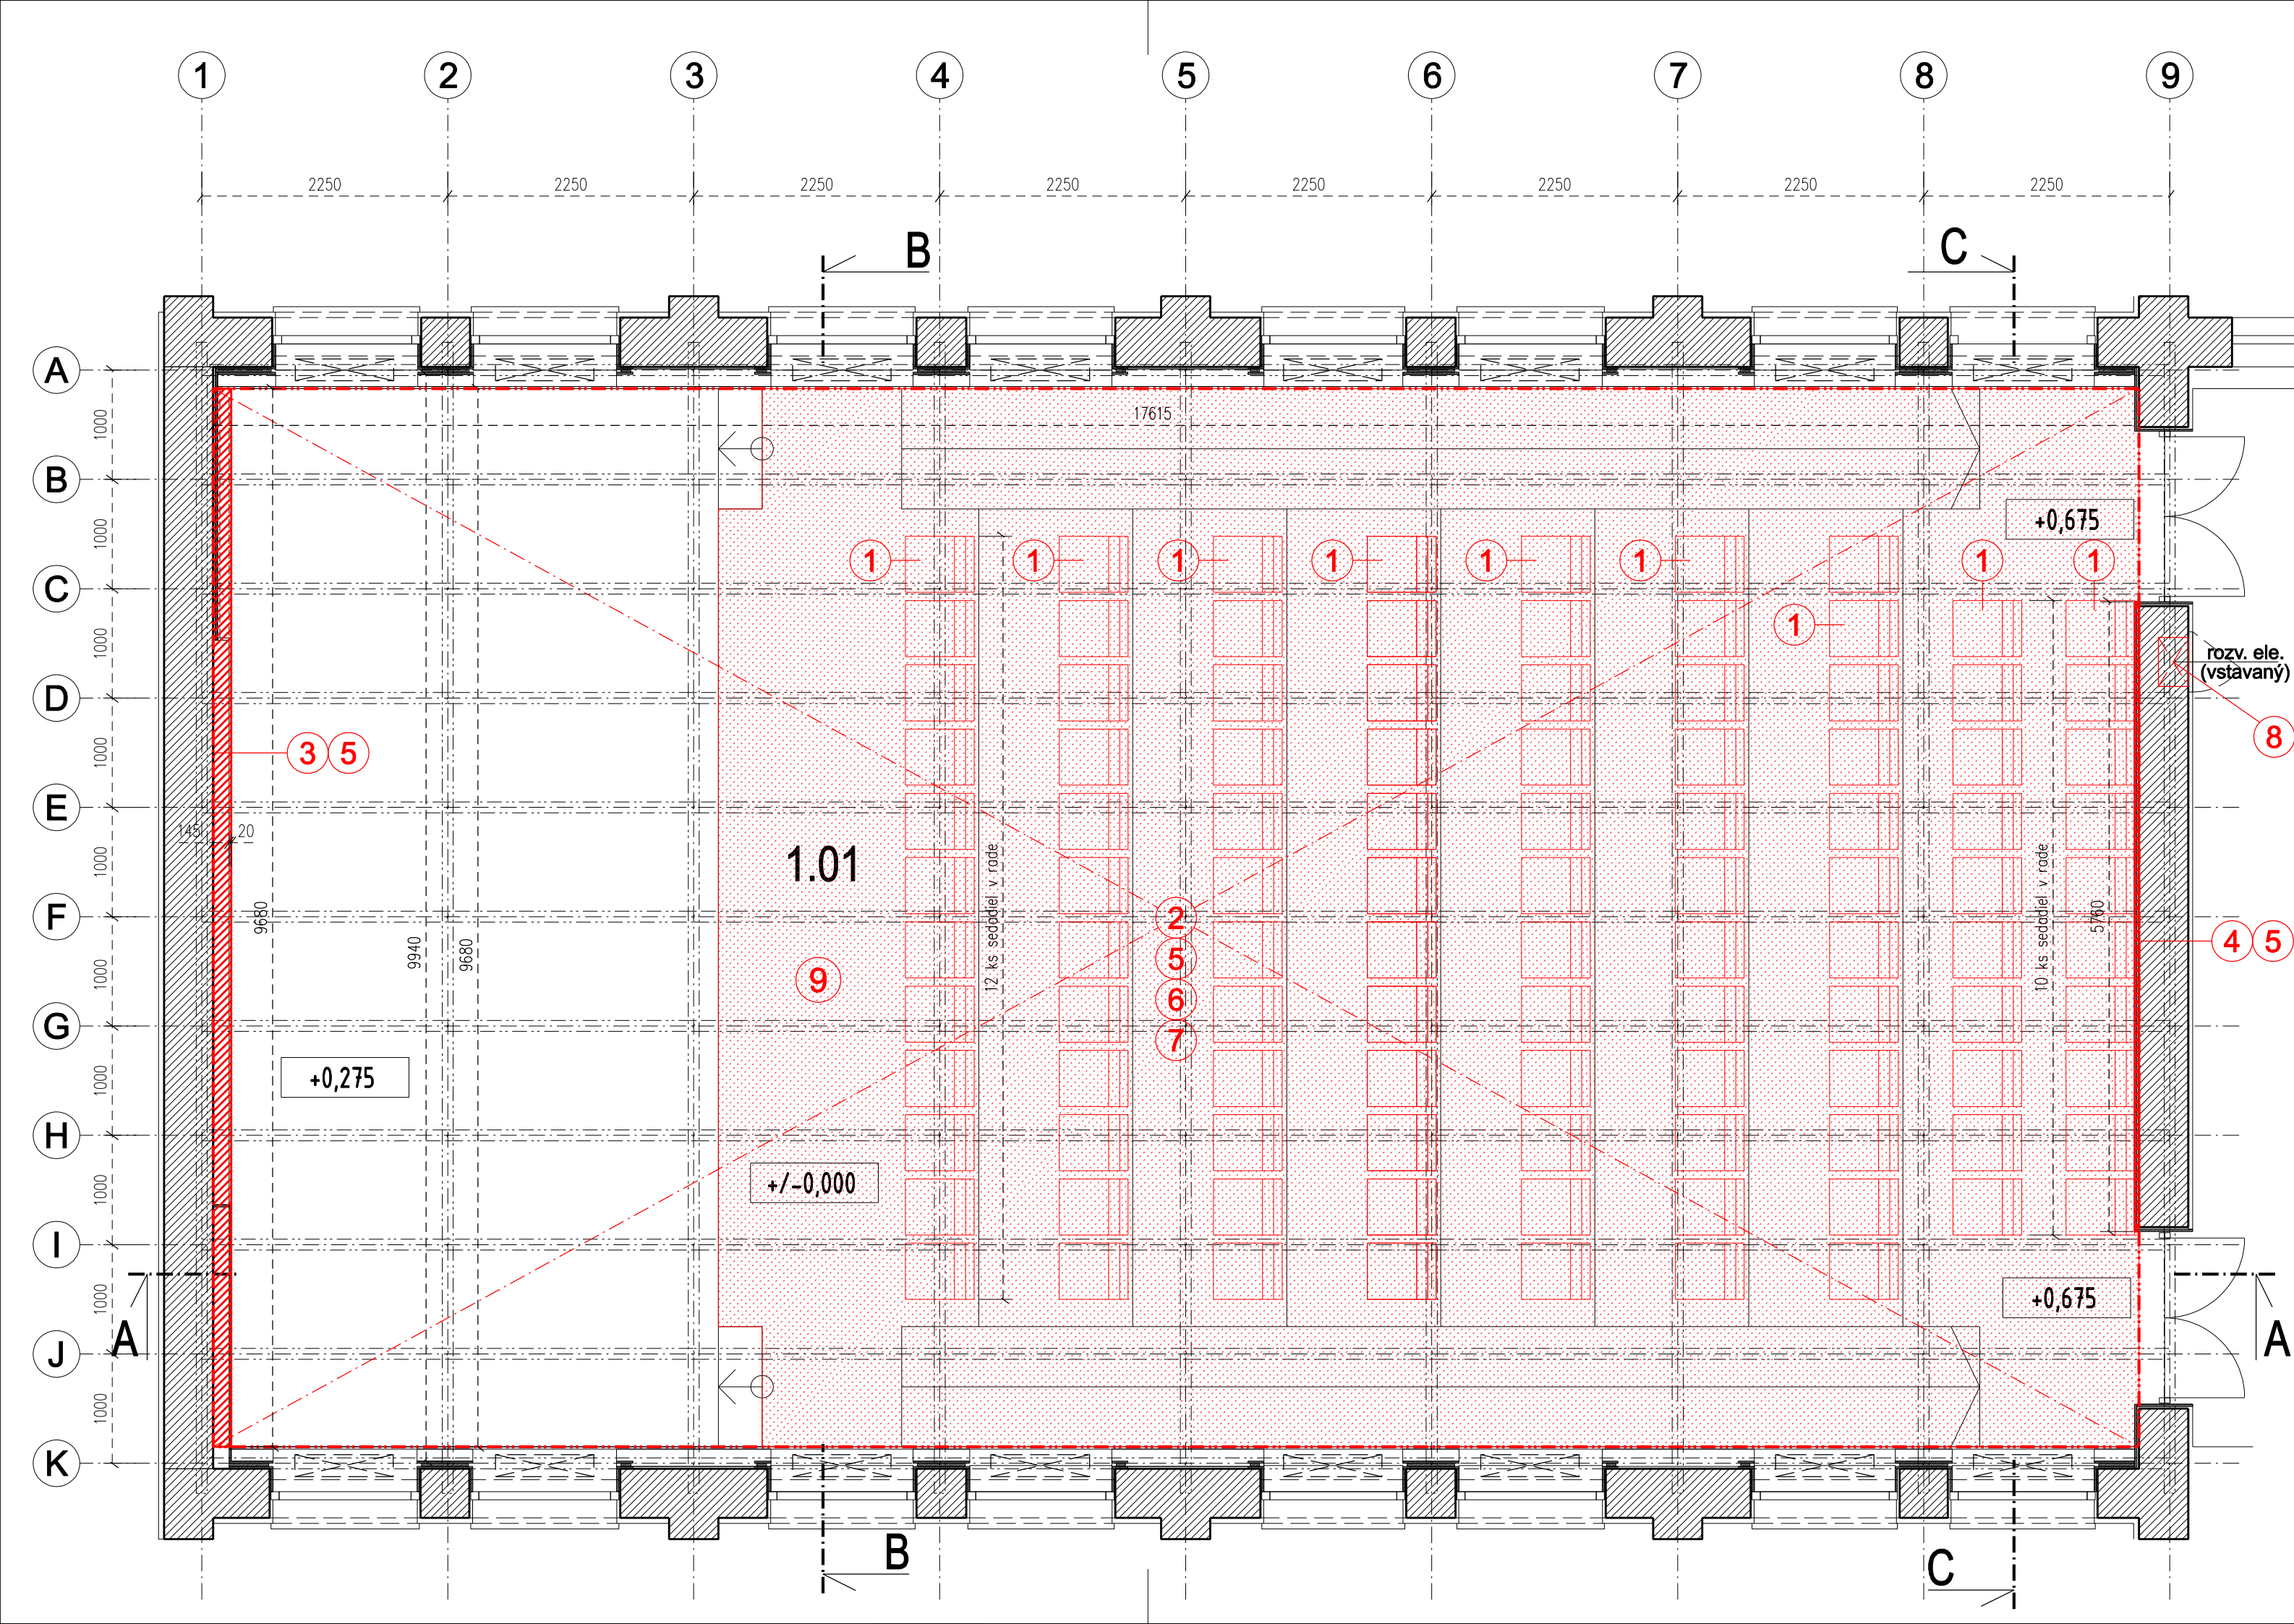 1 2 3 4 5 6 7 8 9
2250 2250 2250 2250 2250 2250 2250 2250
B C
A
1000
17615
B
+0,675
1000
1 1 1 1 1 1 1 1
C
1
1000
rozv. ele.
(vstavaný)
D
8
3 5
1000
E
145 20
1000
1.01
12 ks sedadiel v rade
10 ks sedadiel v rade
F
9680 9940 9680
2
5760
4 5
5
1000
9
6
G
7
1000
+0,275
H
+/-0,000
1000
I
+0,675
1000
A A
J
1000
K
B C